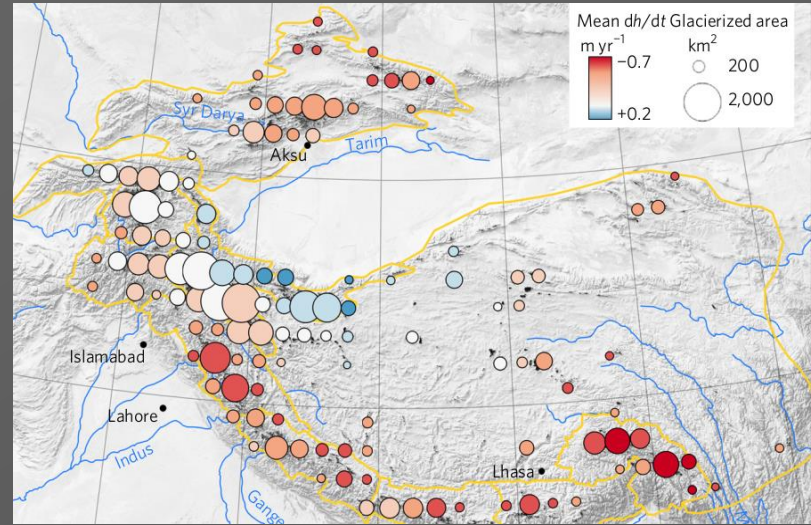 Mean dh/dt Glacierized area
m yr⁻¹ km²
−0.7 200
+0.2 2,000
Syr Darya
Aksu
Tarim
Islamabad
Lahore
Indus
Lhasa
Gange